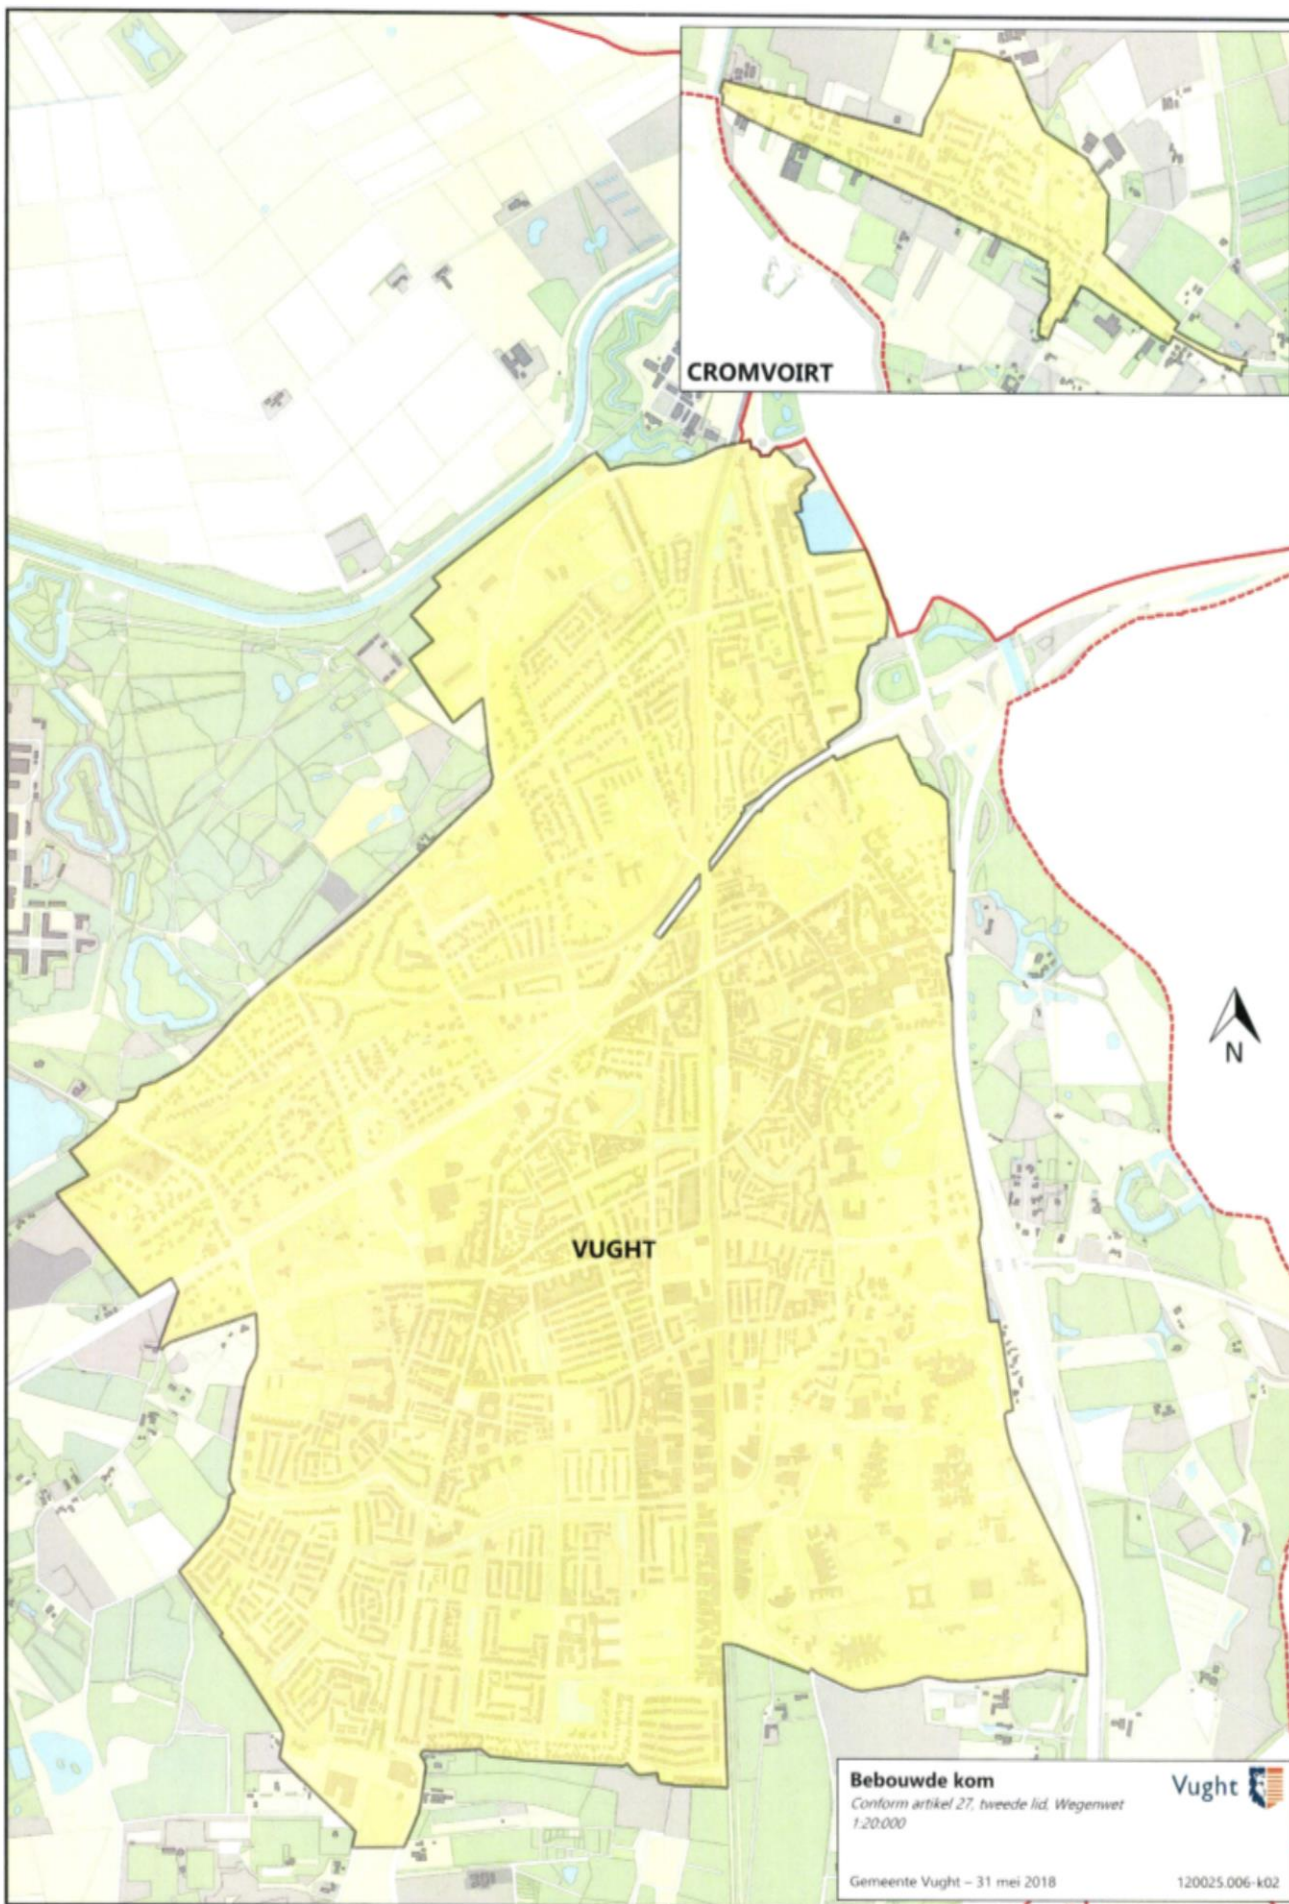 CROMVOIRT
N
VUGHT
Bebouwde kom
Vught
Conform artikel 27, tweede lid, Wegenwet
1:20.000
Gemeente Vught – 31 mei 2018
120025.006-k02